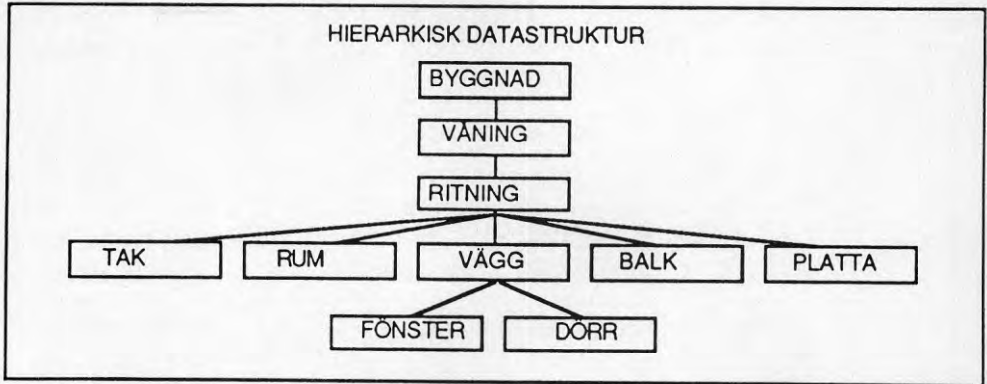 HIERARKISK DATASTRUKTUR
BYGGNAD
VÅNING
RITNING
TAK RUM VÄGG BALK PLATTA
FÖNSTER DÖRR